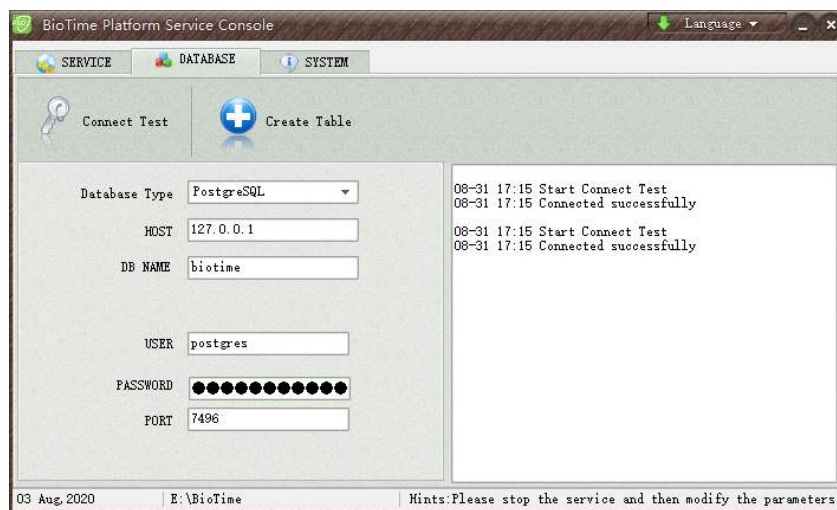 BioTime Platform Service Console
Language
SERVICE
DATABASE
SYSTEM
Connect Test
Create Table
Database Type PostgreSQL
HOST 127.0.0.1
DB NAME biotime
USER postgres
PASSWORD ●●●●●●●●●●●
PORT 7496
08-31 17:15 Start Connect Test
08-31 17:15 Connected successfully
08-31 17:15 Start Connect Test
08-31 17:15 Connected successfully
03 Aug,2020 E:\BioTime Hints:Please stop the service and then modify the parameters